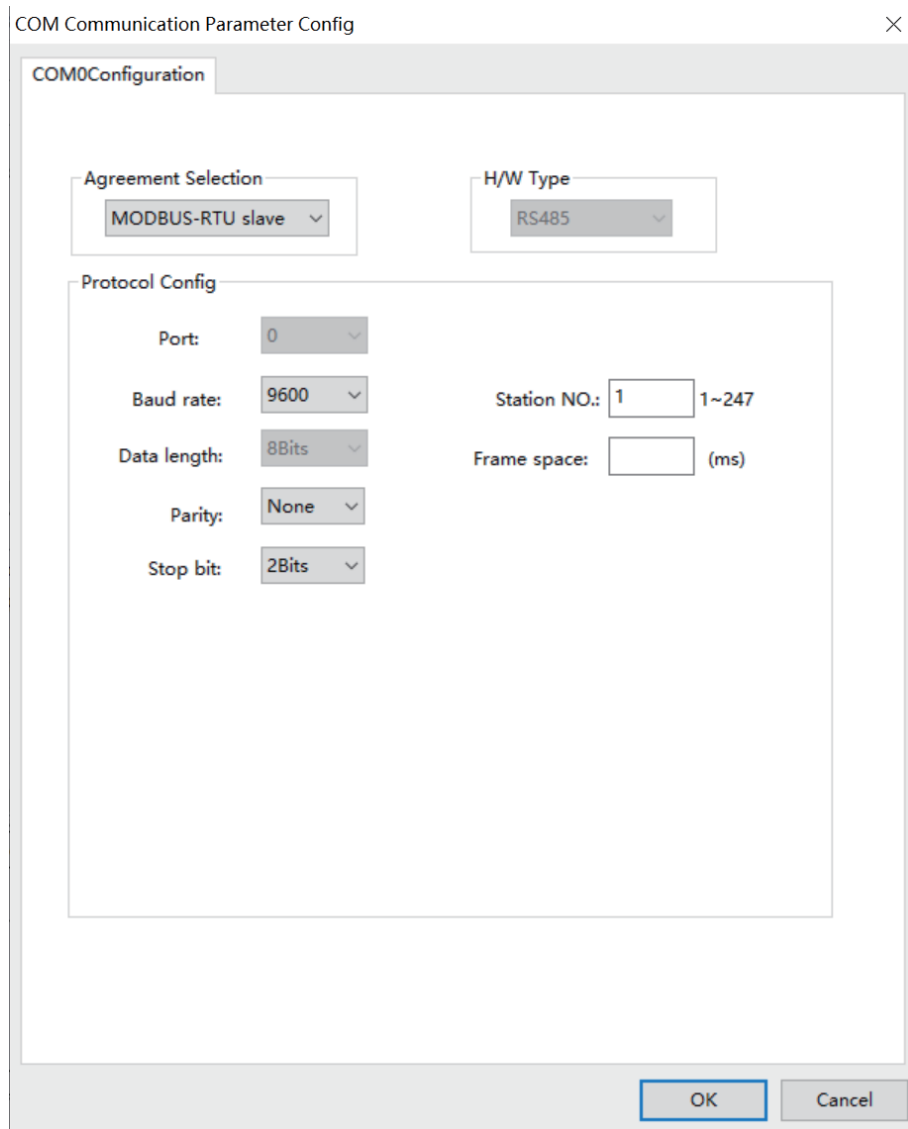 COM Communication Parameter Config
COM0Configuration
Agreement Selection
MODBUS-RTU slave
H/W Type
RS485
Protocol Config
Port: 0
Baud rate: 9600
Station NO.: 1 1~247
Data length: 8Bits
Frame space: (ms)
Parity: None
Stop bit: 2Bits
OK Cancel